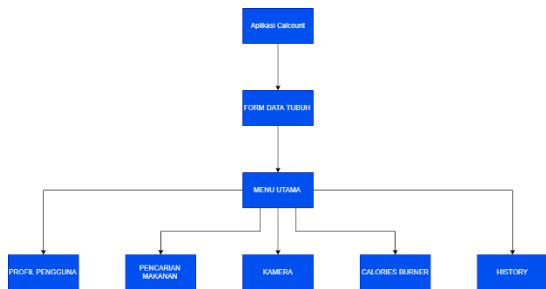 Aplikasi Calcount
FORM DATA TUBUH
MENU UTAMA
PROFIL PENGGUNA
PENCARIAN
MAKANAN
KAMERA
CALORIES BURNER
HISTORY